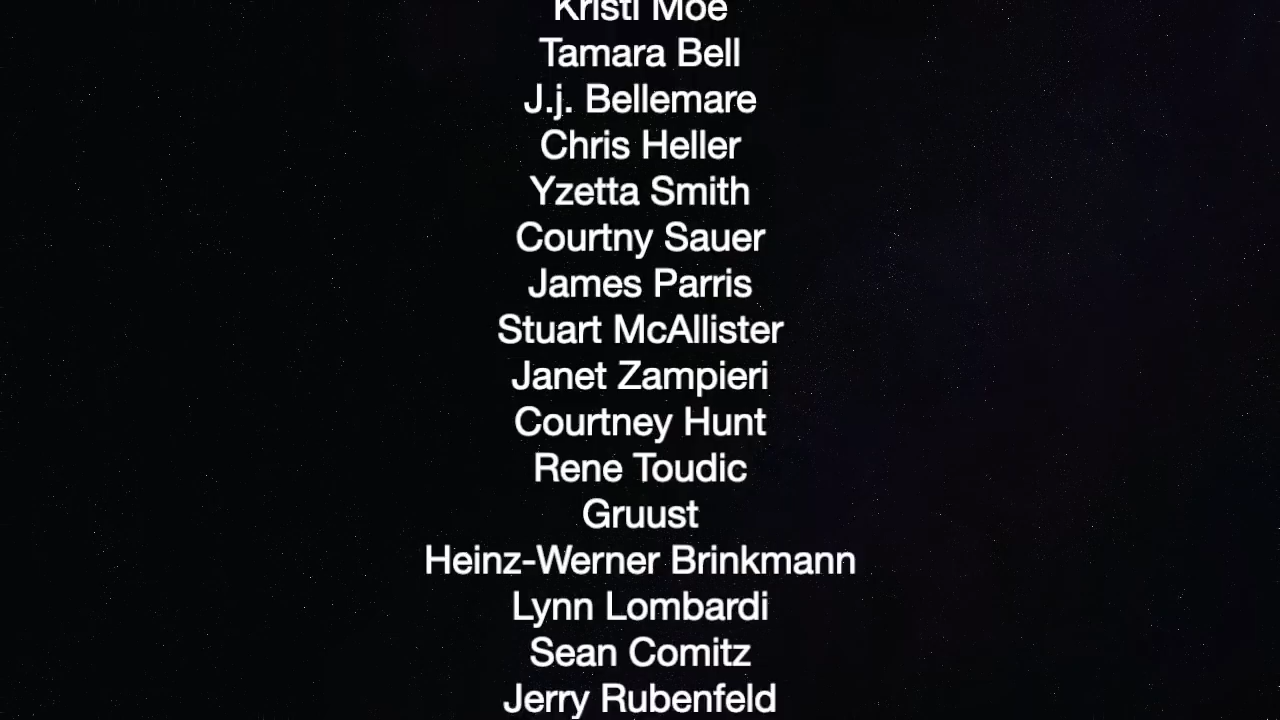 Kristi Moe
Tamara Bell
J.j. Bellemare
Chris Heller
Yzetta Smith
Courtny Sauer
James Parris
Stuart McAllister
Janet Zampieri
Courtney Hunt
Rene Toudic
Gruust
Heinz-Werner Brinkmann
Lynn Lombardi
Sean Comitz
Jerry Rubenfeld